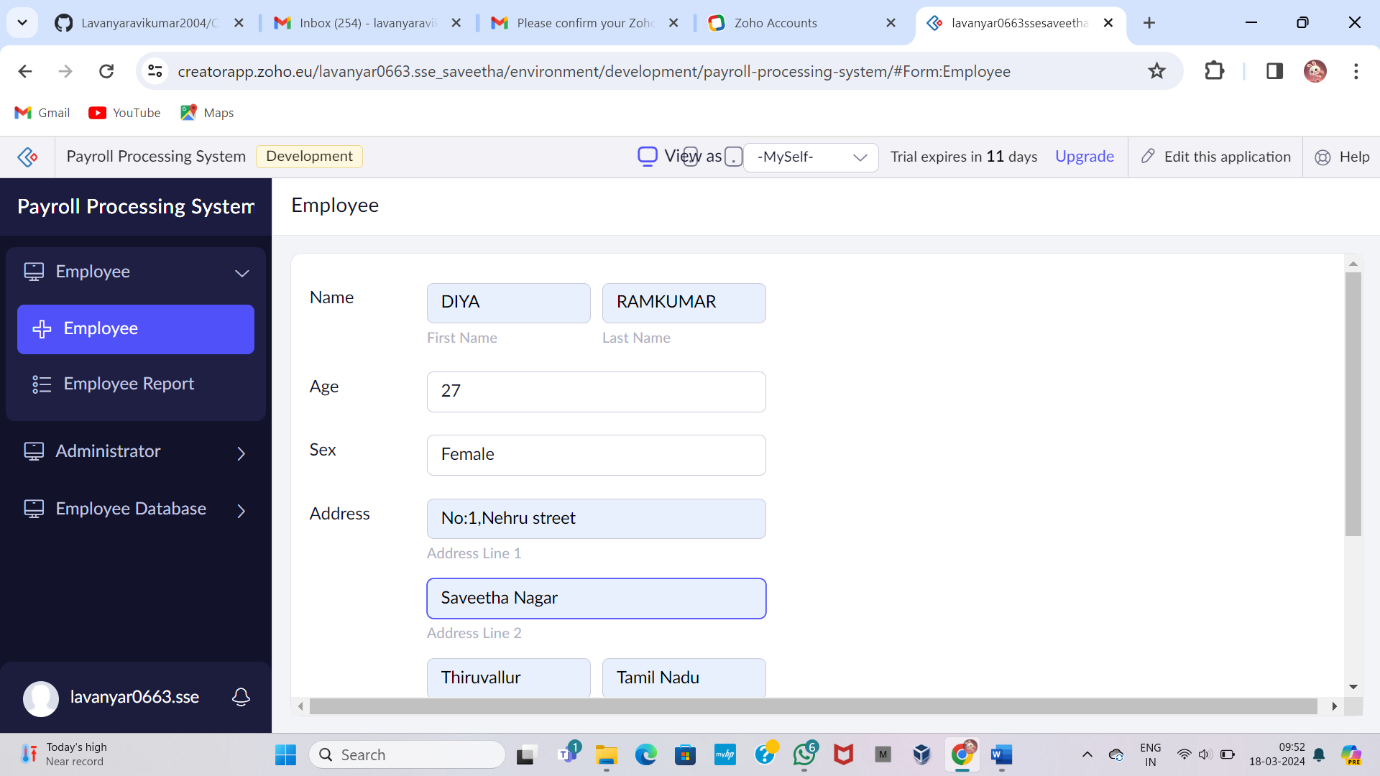 Lavanyaravikumar2004/C
Inbox (254) - lavanyaravi
Please confirm your Zoho
Zoho Accounts
lavanyar0663ssesaveetha
creatorapp.zoho.eu/lavanyar0663.sse_saveetha/environment/development/payroll-processing-system/#Form:Employee
Gmail
YouTube
Maps
Payroll Processing System
Development
View as
-MySelf-
Trial expires in 11 days
Upgrade
Edit this application
Help
Payroll Processing System
Employee
Employee
Employee Report
Administrator
Employee Database
lavanyar0663.sse
Employee
Name
DIYA
RAMKUMAR
First Name
Last Name
Age
27
Sex
Female
Address
No:1,Nehru street
Address Line 1
Saveetha Nagar
Address Line 2
Thiruvallur
Tamil Nadu
Today's high
Near record
Search
1
myhp
6
M
W
ENG
IN
09:52
18-03-2024
PRE